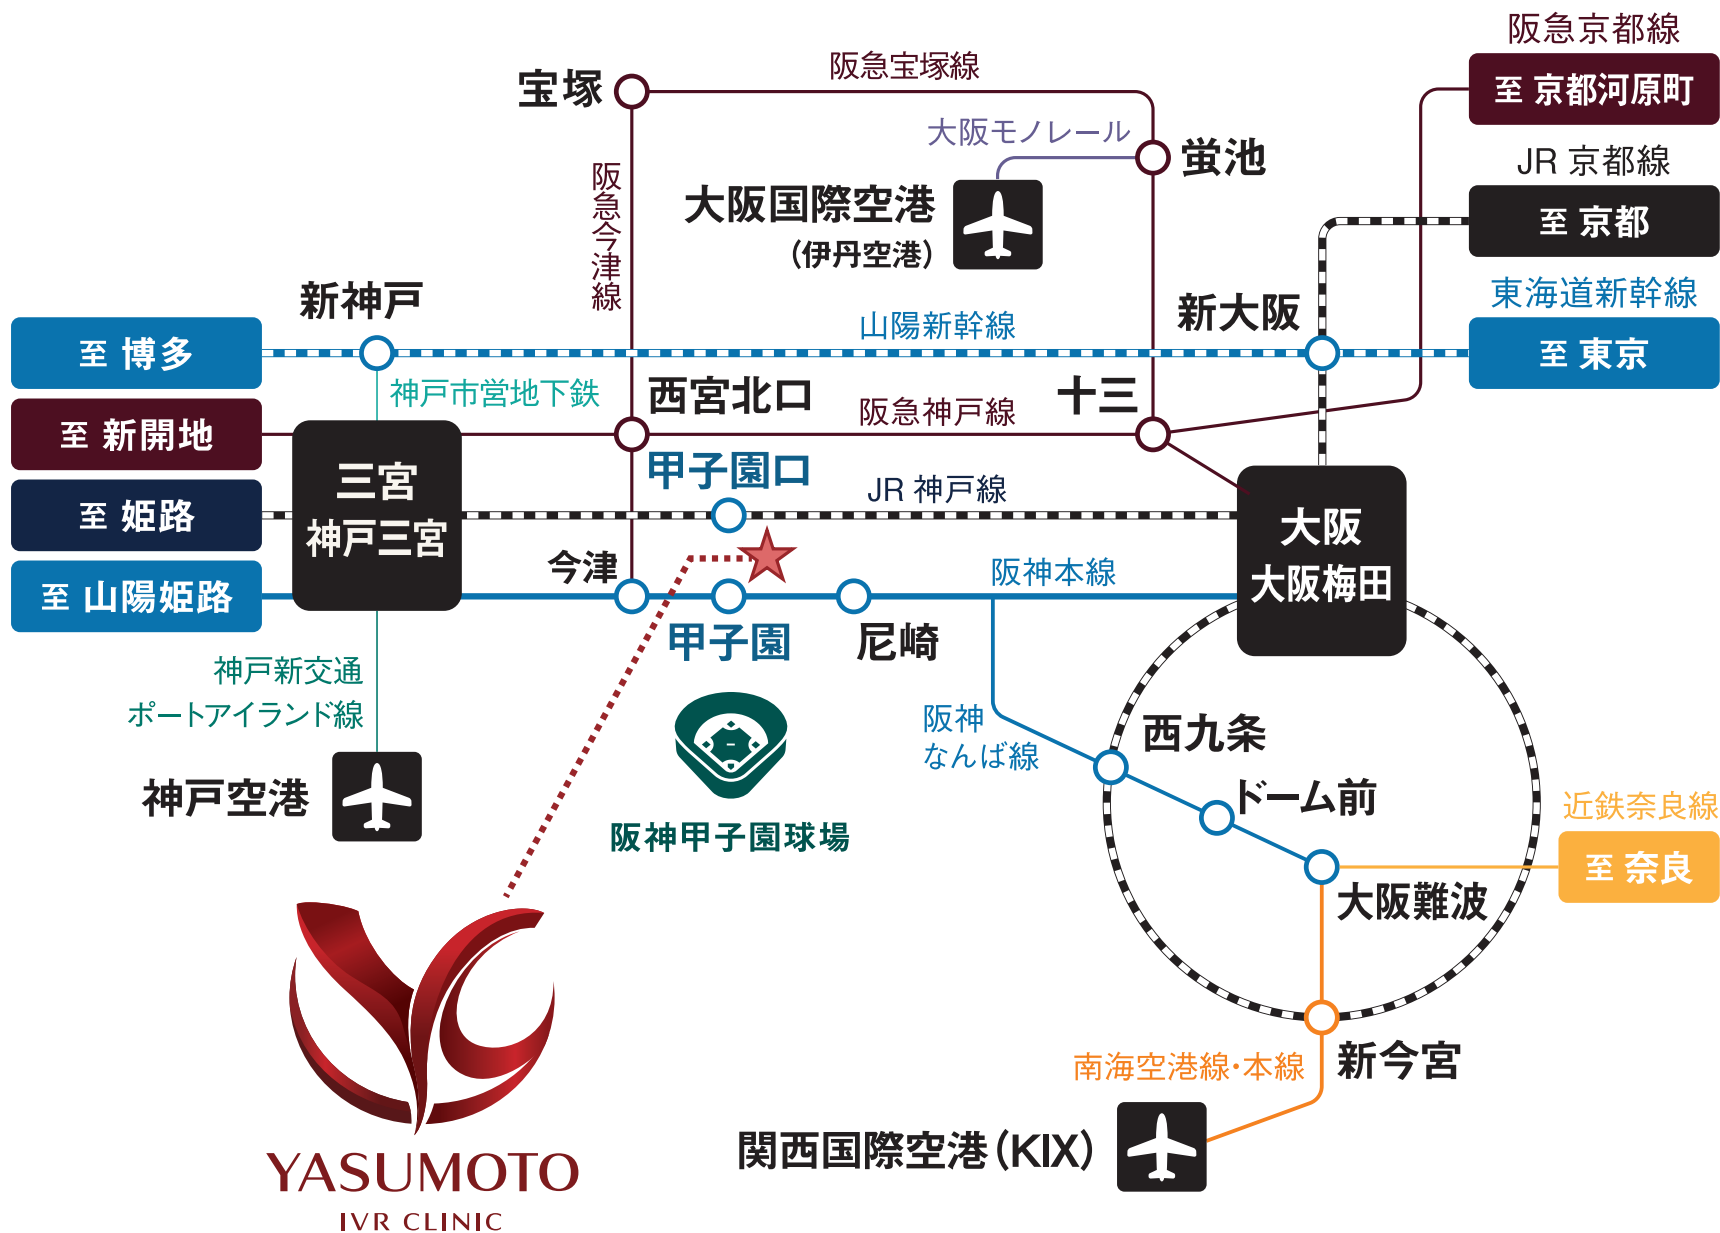 阪急京都線
至 京都河原町
宝塚
阪急宝塚線
大阪モノレール
蛍池
JR 京都線
至 京都
阪急今津線
大阪国際空港
(伊丹空港)
新神戸
新大阪
東海道新幹線
至 博多
山陽新幹線
至 東京
神戸市営地下鉄
西宮北口
十三
阪急神戸線
至 新開地
三宮
神戸三宮
甲子園口
JR 神戸線
至 姫路
大阪
大阪梅田
今津
阪神本線
至 山陽姫路
甲子園
尼崎
神戸新交通
ポートアイランド線
阪神
なんば線
西九条
神戸空港
ドーム前
近鉄奈良線
至 奈良
阪神甲子園球場
大阪難波
新今宮
南海空港線・本線
関西国際空港(KIX)
YASUMOTO
IVR CLINIC